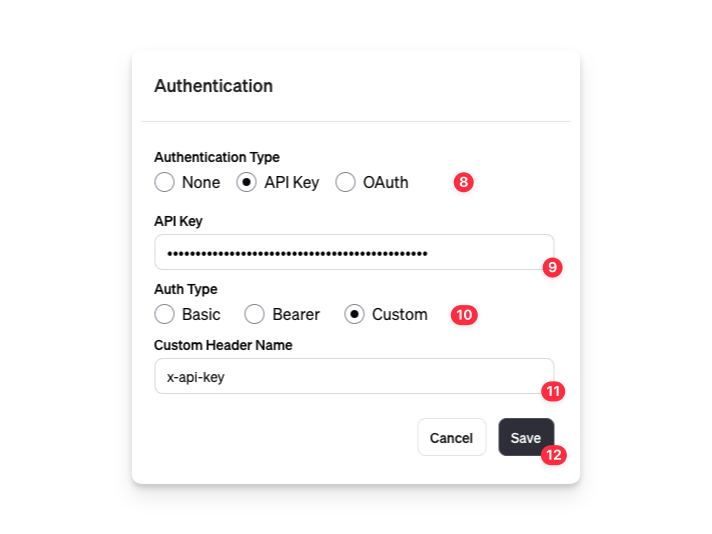 Authentication
Authentication Type
None API Key OAuth 8
API Key
••••••••••••••••••••••••••••••••••••••••••••••• 9
Auth Type
Basic Bearer Custom 10
Custom Header Name
x-api-key 11
Cancel Save 12